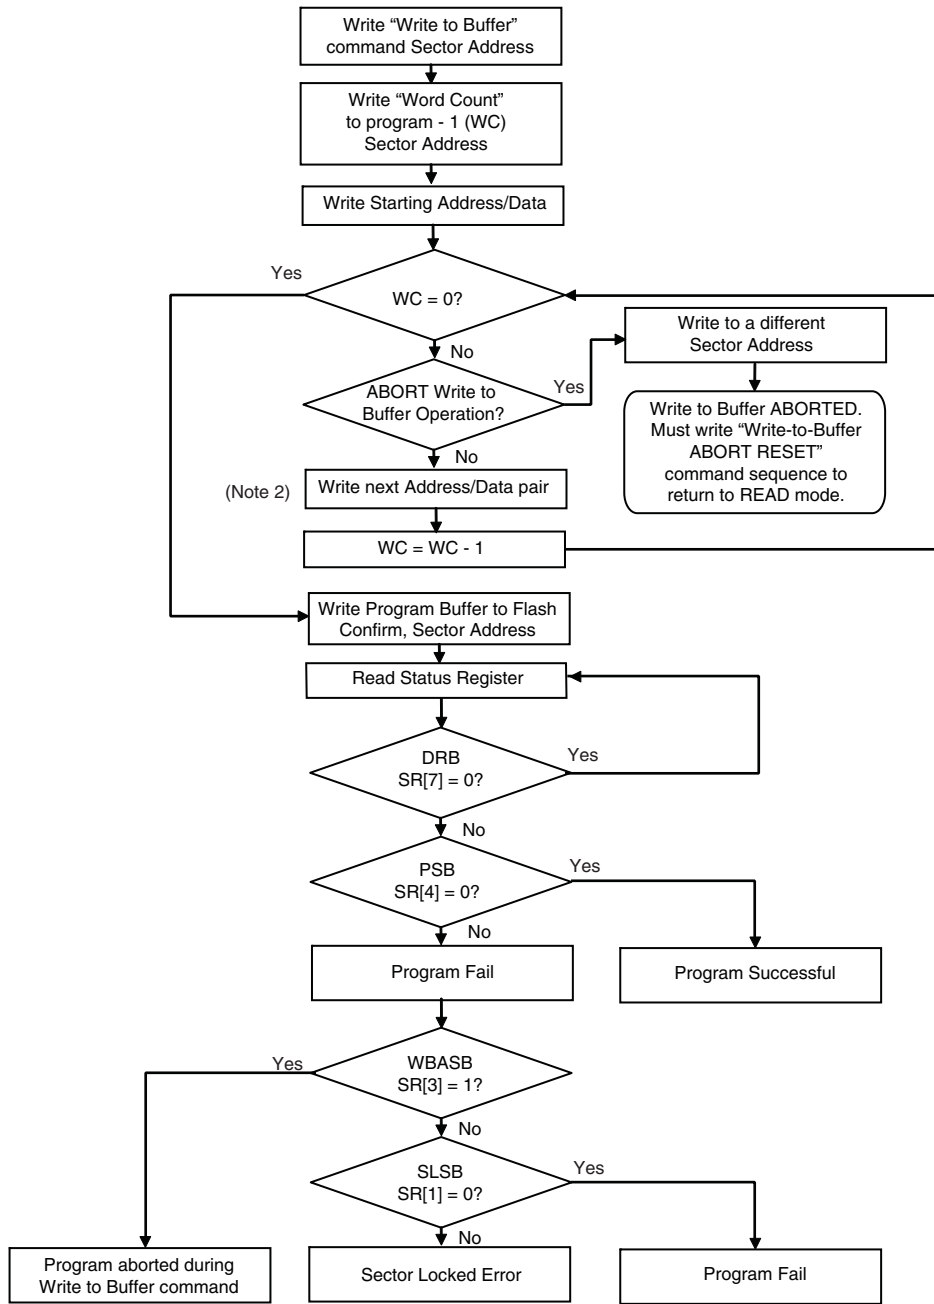 Write “Write to Buffer”
command Sector Address
Write “Word Count”
to program - 1 (WC)
Sector Address
Write Starting Address/Data
Yes
WC = 0?
Write to a different
Sector Address
No
ABORT Write to
Buffer Operation?
Yes
Write to Buffer ABORTED.
Must write “Write-to-Buffer
ABORT RESET”
command sequence to
return to READ mode.
No
(Note 2)
Write next Address/Data pair
WC = WC - 1
Write Program Buffer to Flash
Confirm, Sector Address
Read Status Register
DRB
SR[7] = 0?
Yes
No
PSB
SR[4] = 0?
Yes
No
Program Fail
Program Successful
Yes
WBASB
SR[3] = 1?
No
SLSB
SR[1] = 0?
Yes
No
Program aborted during
Write to Buffer command
Sector Locked Error
Program Fail